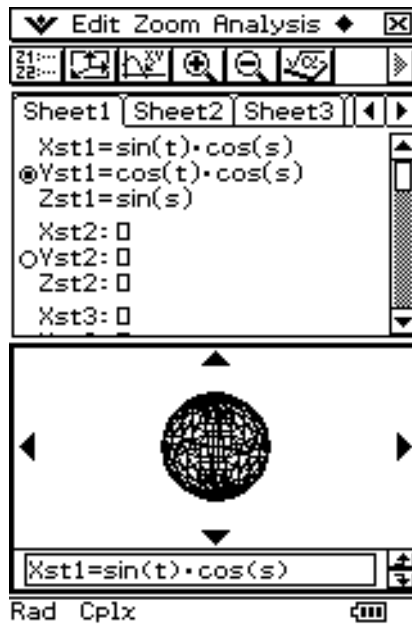 Edit Zoom Analysis ◆
Sheet1 Sheet2 Sheet3
Xst1=sin(t)·cos(s)
Yst1=cos(t)·cos(s)
Zst1=sin(s)
Xst2:▯
Yst2:▯
Zst2:▯
Xst3:▯
Xst1=sin(t)·cos(s)
Rad Cplx